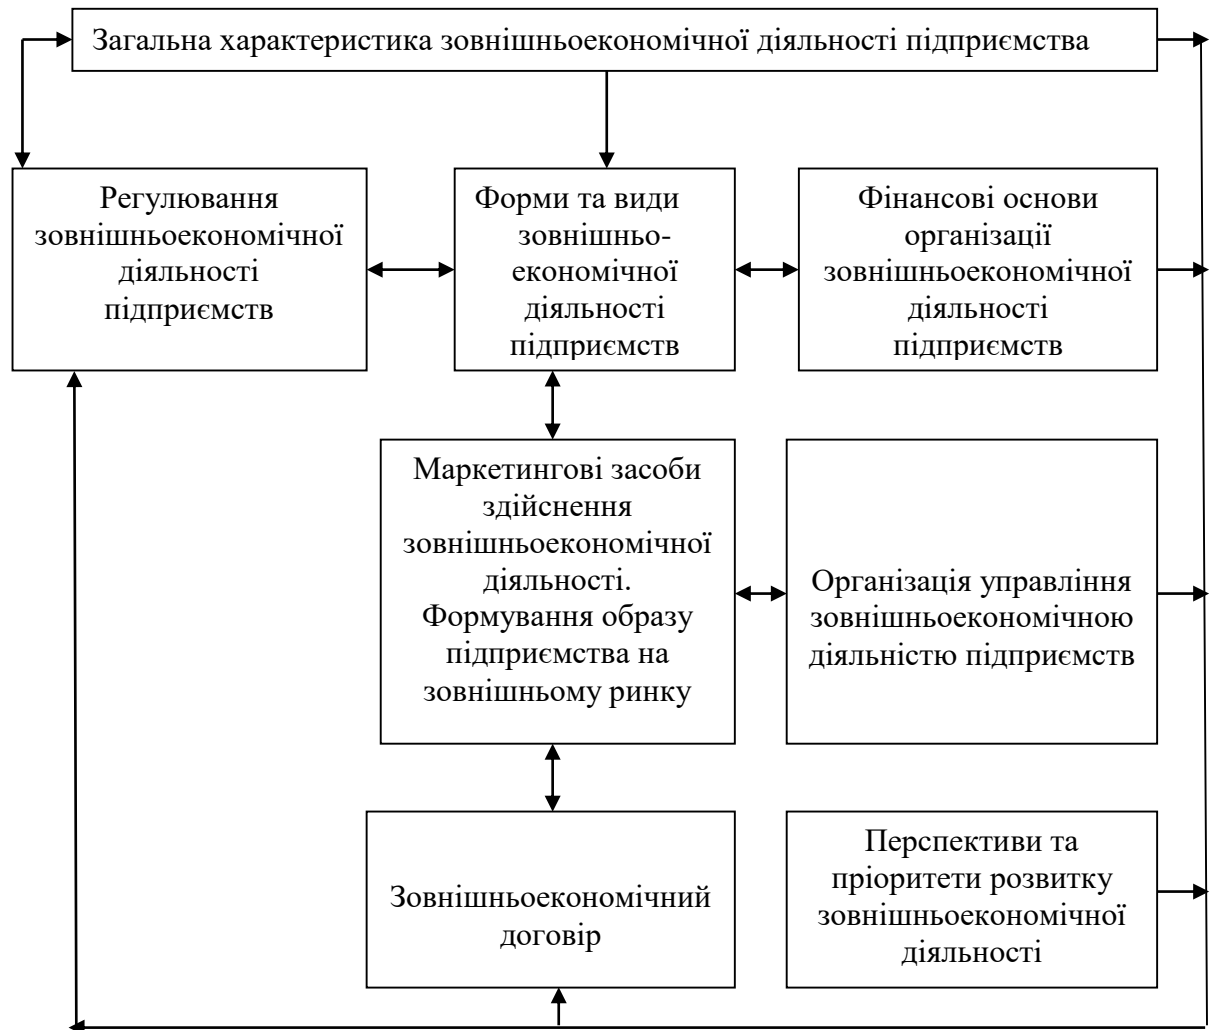 Загальна характеристика зовнішньоекономічної діяльності підприємства
Регулювання
зовнішньоекономічної
діяльності
підприємств
Форми та види
зовнішньо-
економічної
діяльності
підприємств
Фінансові основи
організації
зовнішньоекономічної
діяльності
підприємств
Маркетингові засоби
здійснення
зовнішньоекономічної
діяльності.
Формування образу
підприємства на
зовнішньому ринку
Організація управління
зовнішньоекономічною
діяльністю підприємств
Зовнішньоекономічний
договір
Перспективи та
пріоритети розвитку
зовнішньоекономічної
діяльності